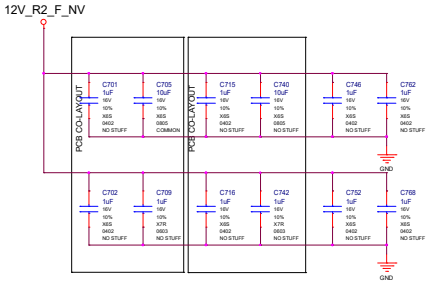 12V_R2_F_NV
PCB CO-LAYOUT
C701
1uF
16V
10%
X6S
0402
NO STUFF
C705
10uF
16V
10%
X6S
0805
COMMON
PCB CO-LAYOUT
C715
1uF
16V
10%
X6S
0402
NO STUFF
C740
10uF
16V
10%
X6S
0805
NO STUFF
C746
1uF
16V
10%
X6S
0402
NO STUFF
C762
1uF
16V
10%
X6S
0402
NO STUFF
GND
C702
1uF
16V
10%
X6S
0402
NO STUFF
C709
1uF
16V
10%
X7R
0603
NO STUFF
C716
1uF
16V
10%
X6S
0402
NO STUFF
C742
1uF
16V
10%
X7R
0603
NO STUFF
C752
1uF
16V
10%
X6S
0402
NO STUFF
C768
1uF
16V
10%
X6S
0402
NO STUFF
GND